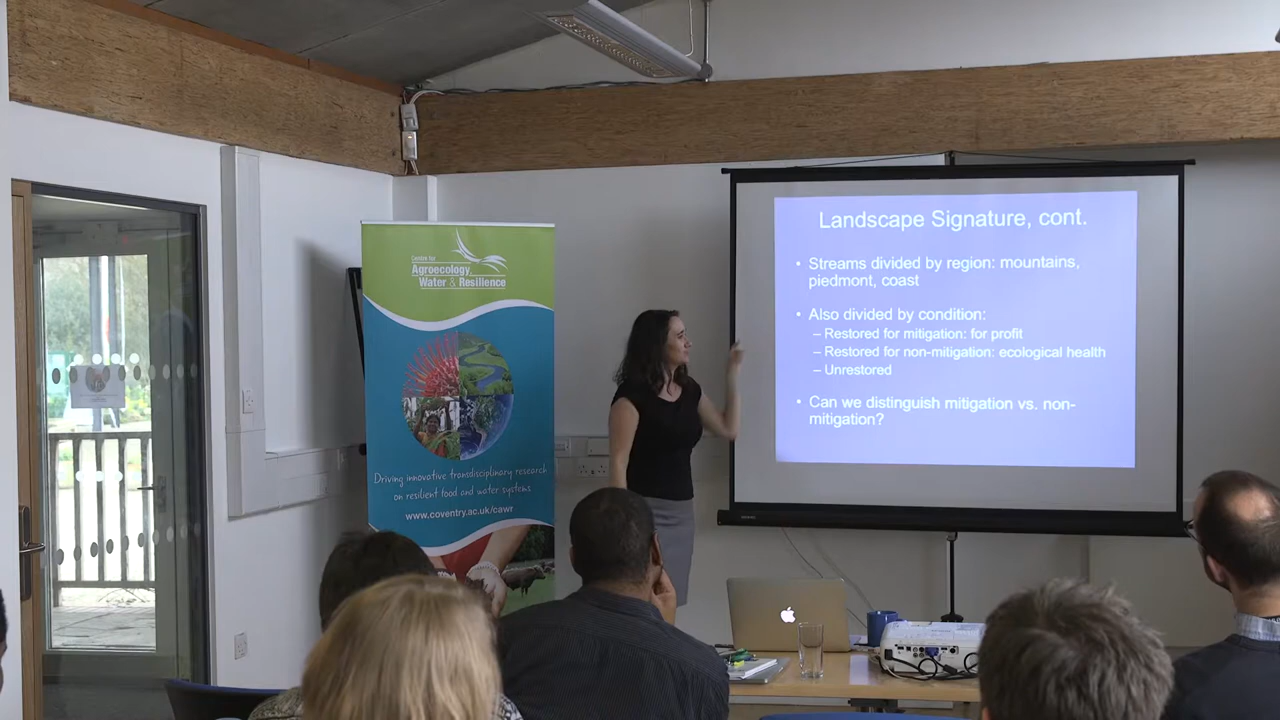 Centre for
Agroecology,
Water & Resilience
Driving innovative transdisciplinary research
on resilient food and water systems
www.coventry.ac.uk/cawr
Landscape Signature, cont.
• Streams divided by region: mountains,
piedmont, coast
• Also divided by condition:
– Restored for mitigation: for profit
– Restored for non-mitigation: ecological health
– Unrestored
• Can we distinguish mitigation vs. non-
mitigation?